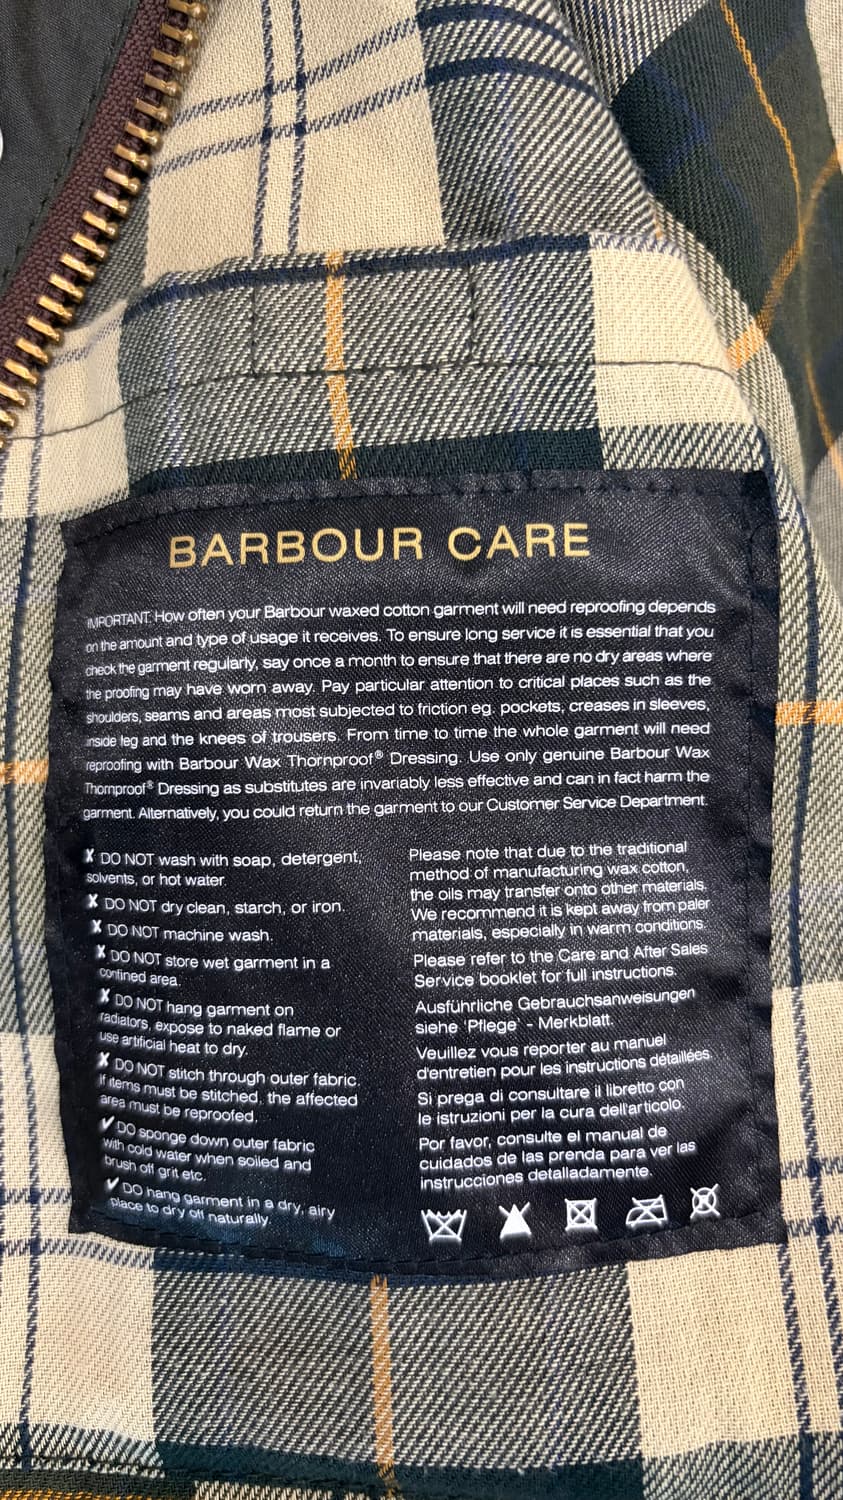 BARBOUR CARE
IMPORTANT: How often your Barbour waxed cotton garment will need reproofing depends
on the amount and type of usage it receives. To ensure long service it is essential that you
check the garment regularly, say once a month to ensure that there are no dry areas where
the proofing may have worn away. Pay particular attention to critical places such as the
shoulders, seams and areas most subjected to friction eg. pockets, creases in sleeves,
inside leg and the knees of trousers. From time to time the whole garment will need
reproofing with Barbour Wax Thornproof® Dressing. Use only genuine Barbour Wax
Thornproof® Dressing as substitutes are invariably less effective and can in fact harm the
garment. Alternatively, you could return the garment to our Customer Service Department.
✘ DO NOT wash with soap, detergent,
solvents, or hot water.
✘ DO NOT dry clean, starch, or iron.
✘ DO NOT machine wash.
✘ DO NOT store wet garment in a
confined area.
✘ DO NOT hang garment on
radiators, expose to naked flame or
use artificial heat to dry.
✘ DO NOT stitch through outer fabric.
If items must be stitched, the affected
area must be reproofed.
✔ DO sponge down outer fabric
with cold water when soiled and
brush off grit etc.
✔ DO hang garment in a dry, airy
place to dry off naturally.
Please note that due to the traditional
method of manufacturing wax cotton,
the oils may transfer onto other materials.
We recommend it is kept away from paler
materials, especially in warm conditions.
Please refer to the Care and After Sales
Service booklet for full instructions.
Ausführliche Gebrauchsanweisungen
siehe 'Pflege' - Merkblatt.
Veuillez vous reporter au manuel
d'entretien pour les instructions détaillées.
Si prega di consultare il libretto con
le istruzioni per la cura dell'articolo.
Por favor, consulte el manual de
cuidados de las prenda para ver las
instrucciones detalladamente.